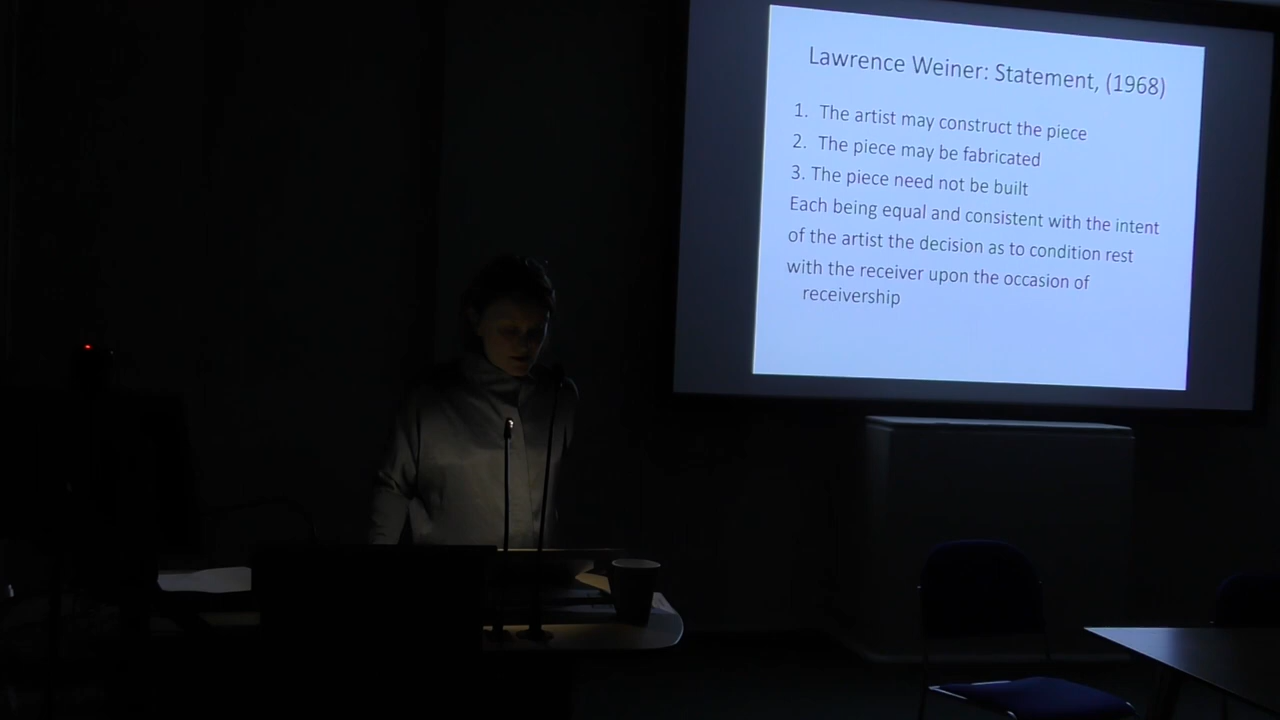 Lawrence Weiner: Statement, (1968)
1. The artist may construct the piece
2. The piece may be fabricated
3. The piece need not be built
Each being equal and consistent with the intent
of the artist the decision as to condition rest
with the receiver upon the occasion of
receivership